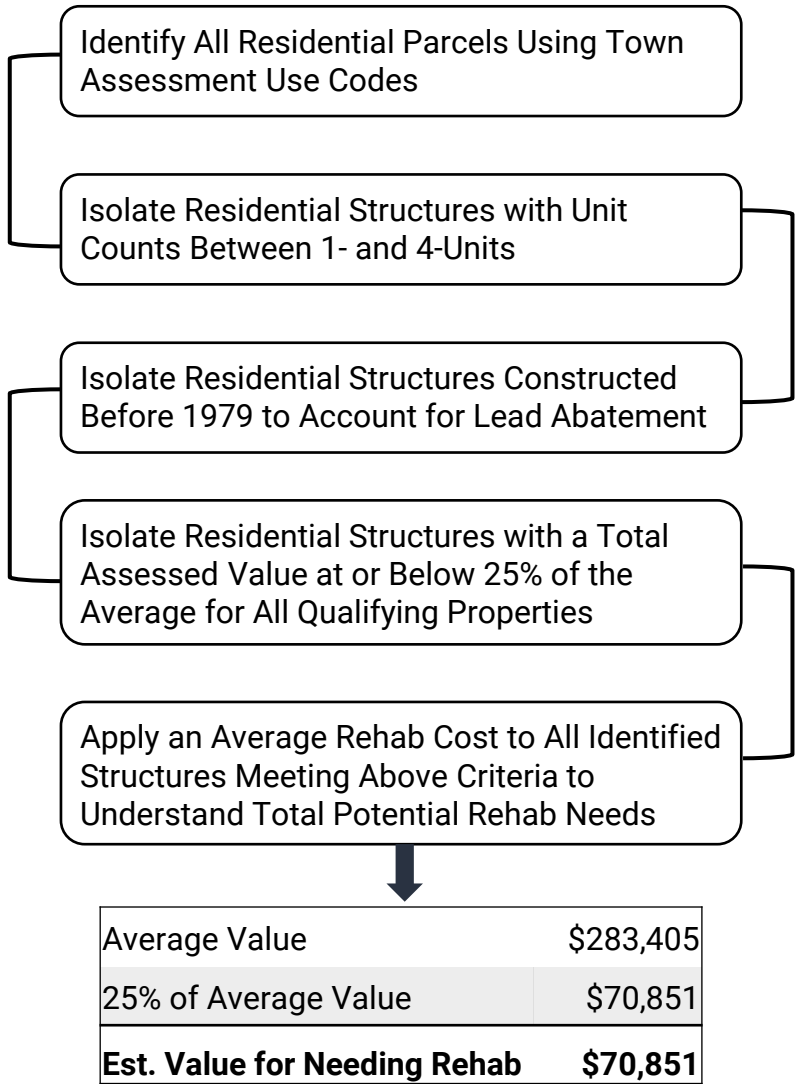 Identify All Residential Parcels Using Town
Assessment Use Codes
Isolate Residential Structures with Unit
Counts Between 1- and 4-Units
Isolate Residential Structures Constructed
Before 1979 to Account for Lead Abatement
Isolate Residential Structures with a Total
Assessed Value at or Below 25% of the
Average for All Qualifying Properties
Apply an Average Rehab Cost to All Identified
Structures Meeting Above Criteria to
Understand Total Potential Rehab Needs
Average Value $283,405
25% of Average Value $70,851
Est. Value for Needing Rehab $70,851